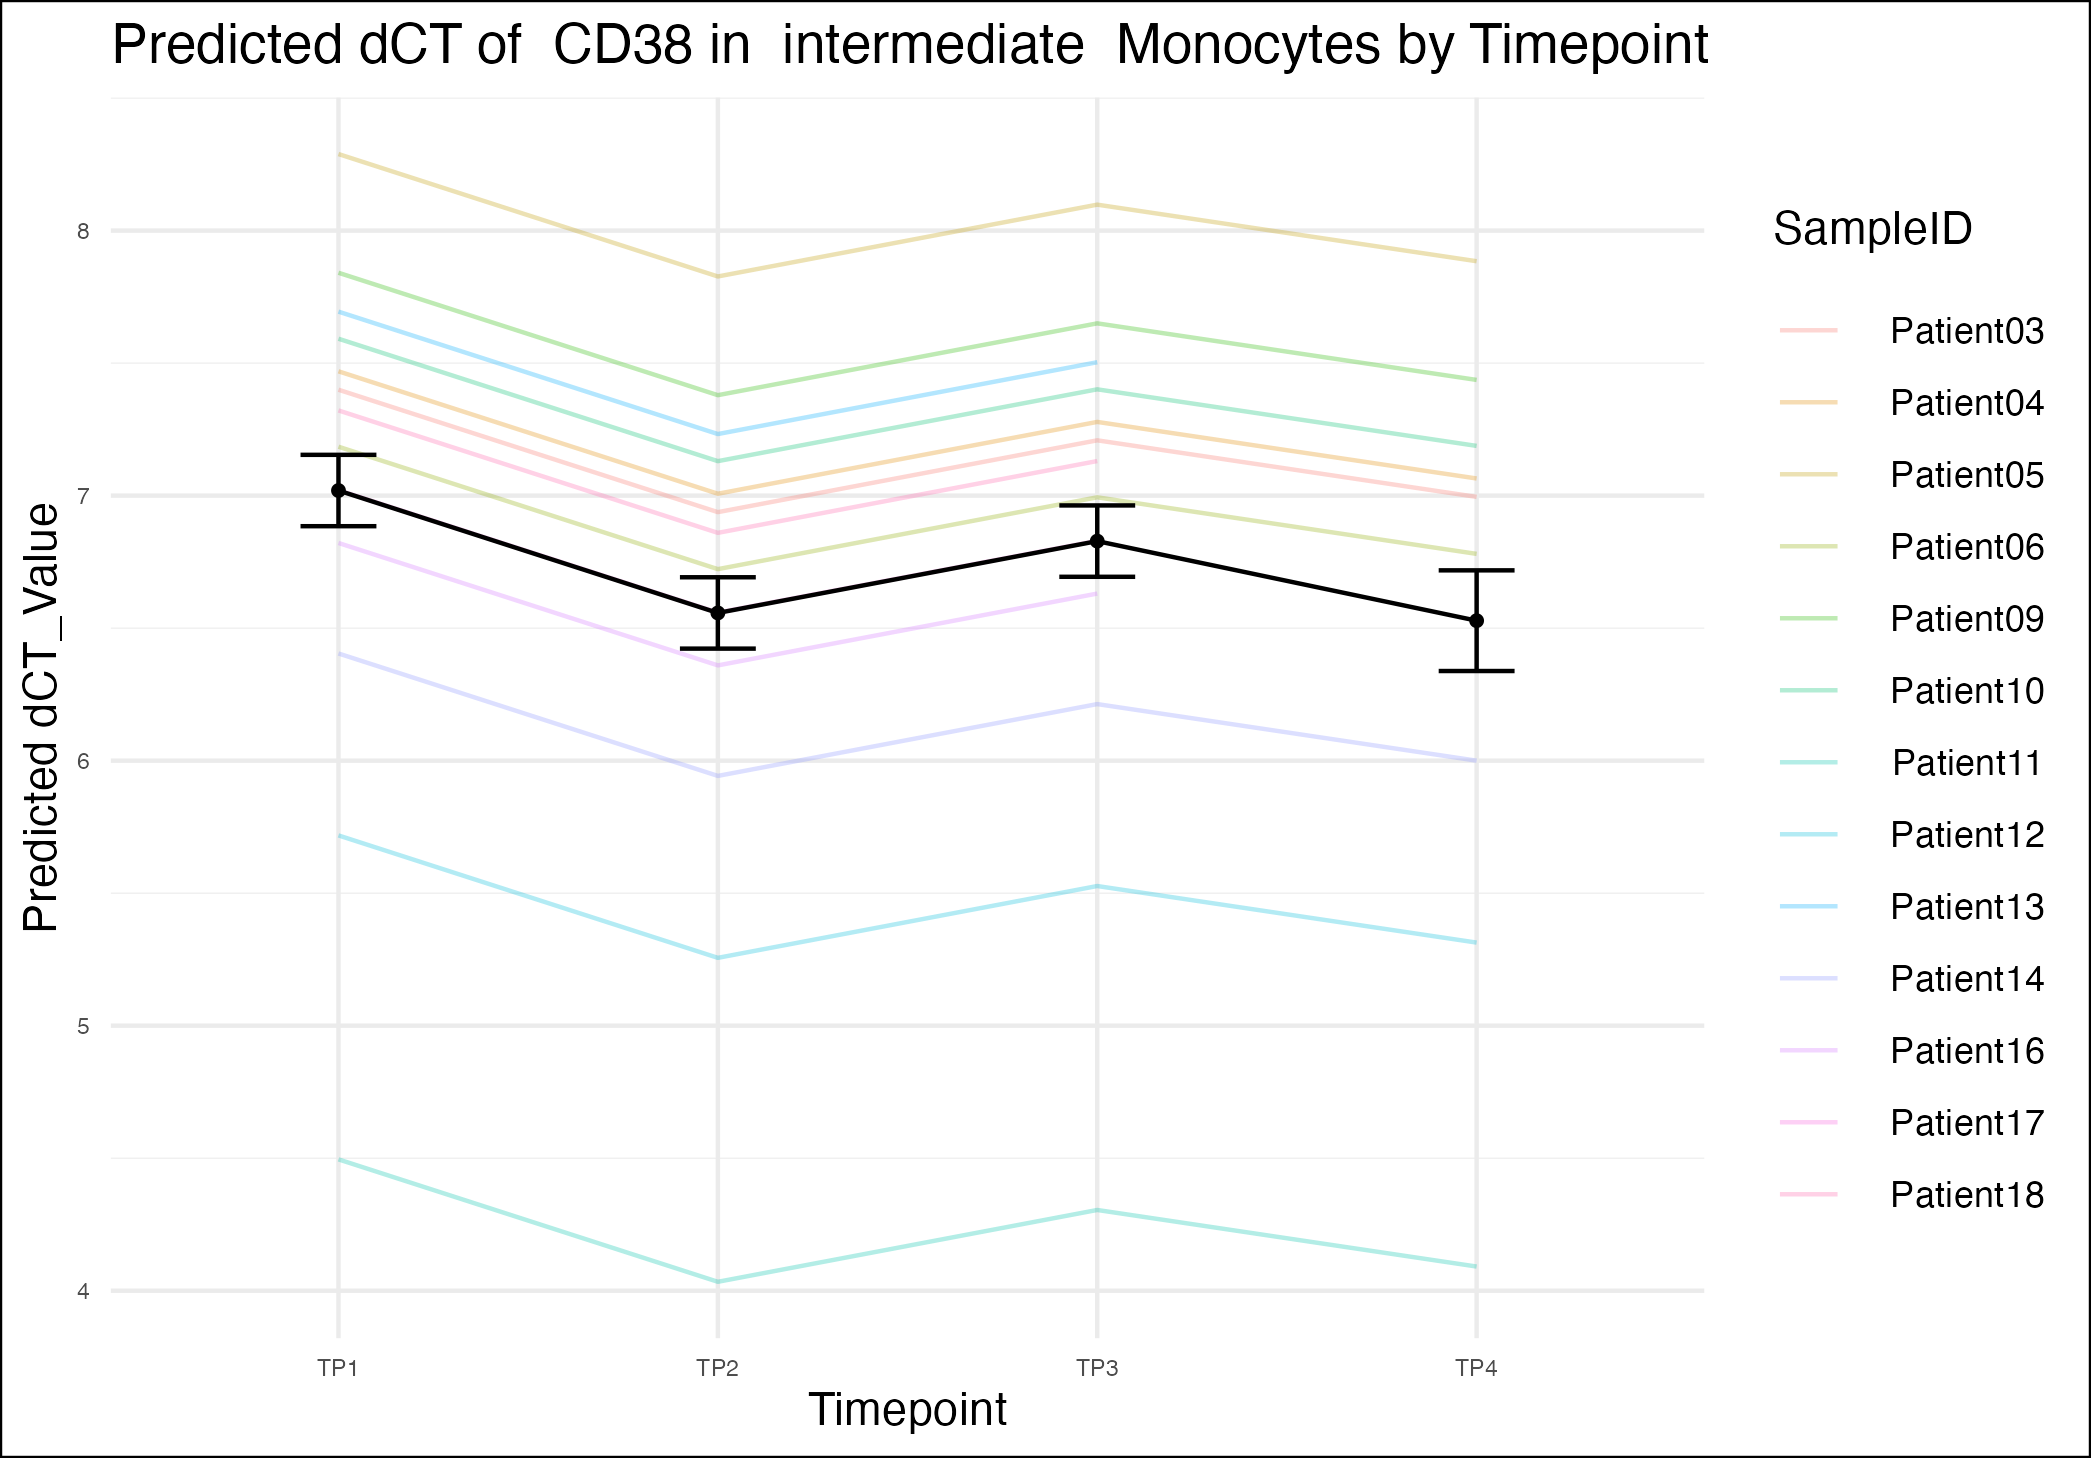 Predicted dCT of  CD38 in  intermediate  Monocytes by Timepoint
Predicted dCT_Value
8
7
6
5
4
TP1
TP2
TP3
TP4
Timepoint
SampleID
Patient03
Patient04
Patient05
Patient06
Patient09
Patient10
Patient11
Patient12
Patient13
Patient14
Patient16
Patient17
Patient18